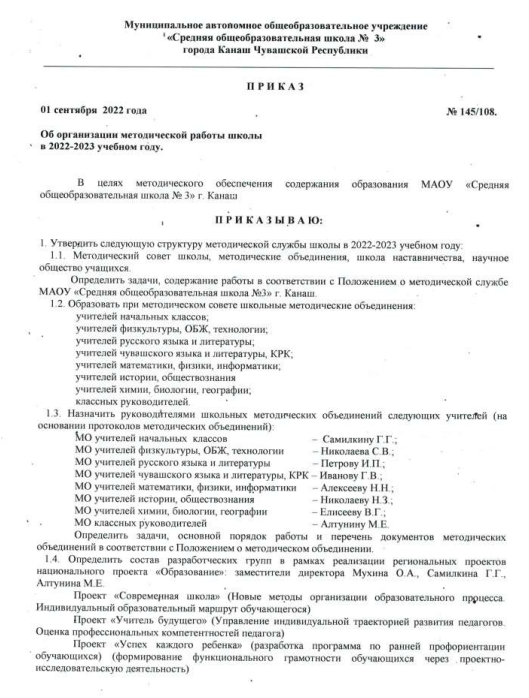 Муниципальное автономное общеобразовательное учреждение
«Средняя общеобразовательная школа № 3»
города Канаш Чувашской Республики
П Р И К А З
01 сентября 2022 года № 145/108.
Об организации методической работы школы
в 2022-2023 учебном году.
В целях методического обеспечения содержания образования МАОУ «Средняя
общеобразовательная школа № 3» г. Канаш
П Р И К А З Ы В А Ю:
1. Утвердить следующую структуру методической службы школы в 2022-2023 учебном году:
1.1. Методический совет школы, методические объединения, школа наставничества, научное
общество учащихся.
Определить задачи, содержание работы в соответствии с Положением о методической службе
МАОУ «Средняя общеобразовательная школа №3» г. Канаш.
1.2. Образовать при методическом совете школьные методические объединения:
учителей начальных классов;
учителей физкультуры, ОБЖ, технологии;
учителей русского языка и литературы;
учителей чувашского языка и литературы, КРК;
учителей математики, физики, информатики;
учителей истории, обществознания
учителей химии, биологии, географии;
классных руководителей.
1.3. Назначить руководителями школьных методических объединений следующих учителей (на
основании протоколов методических объединений):
МО учителей начальных классов – Самилкину Г.Г.;
МО учителей физкультуры, ОБЖ, технологии – Николаева С.В.;
МО учителей русского языка и литературы – Петрову И.П.;
МО учителей чувашского языка и литературы, КРК – Иванову Г.В.;
МО учителей математики, физики, информатики – Алексееву Н.Н.;
МО учителей истории, обществознания – Николаеву Н.З.;
МО учителей химии, биологии, географии – Елисееву В.Г.;
МО классных руководителей – Алтунину М.Е.
Определить задачи, основной порядок работы и перечень документов методических
объединений в соответствии с Положением о методическом объединении.
1.4. Определить состав разработческих групп в рамках реализации региональных проектов
национального проекта «Образование»: заместители директора Мухина О.А., Самилкина Г.Г.,
Алтунина М.Е.
Проект «Современная школа» (Новые методы организации образовательного процесса.
Индивидуальный образовательный маршрут обучающегося)
Проект «Учитель будущего» (Управление индивидуальной траекторией развития педагогов.
Оценка профессиональных компетентностей педагога)
Проект «Успех каждого ребенка» (разработка программа по ранней профориентации
обучающихся) (формирование функционального грамотности обучающихся через проектно-
исследовательскую деятельность)